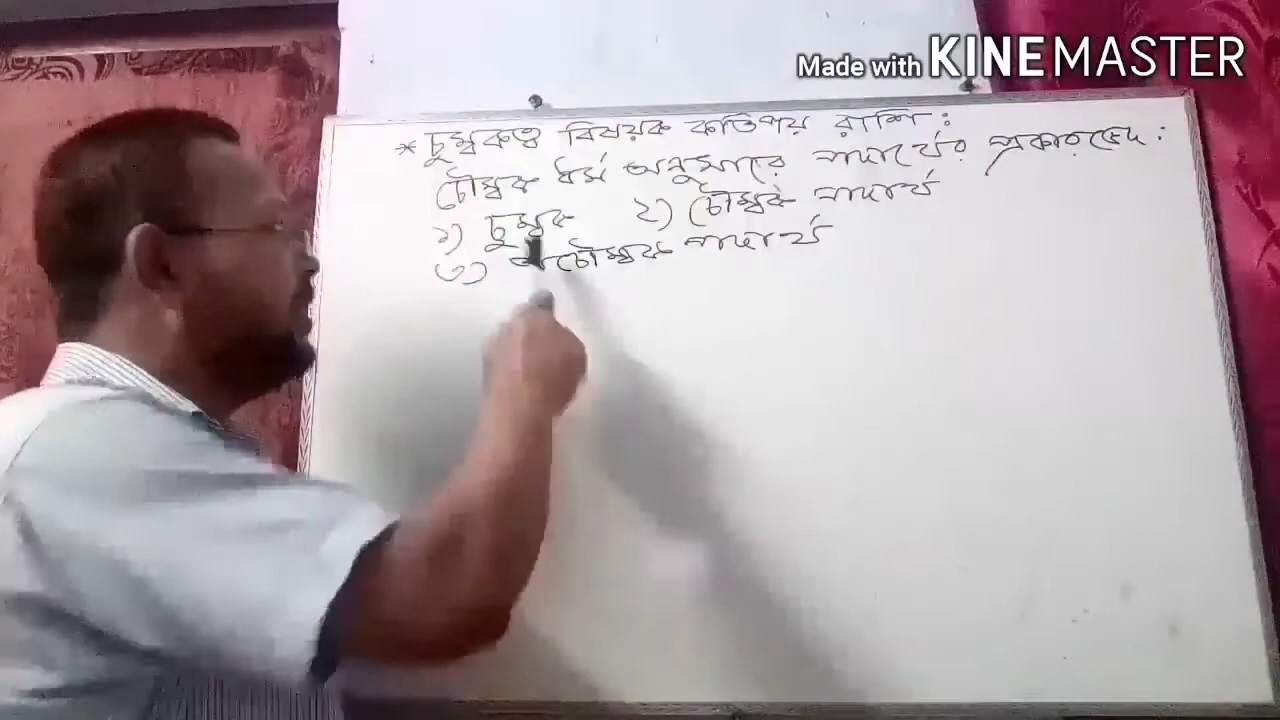 Made with KINEMASTER
* চুম্বকত্ব বিষয়ক কতিপয় রাশি :
চৌম্বক ধর্ম অনুসারে পদার্থের প্রকারভেদ :
১) চুম্বক ২) চৌম্বক পদার্থ
৩) অচৌম্বক পদার্থ